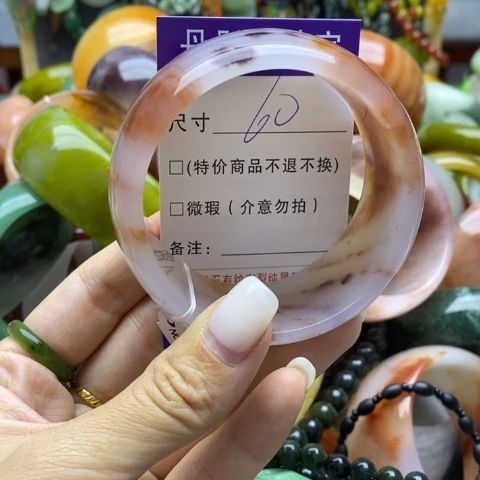 尺寸 60
□(特价商品不退不换)
□微瑕(介意勿拍)
备注: